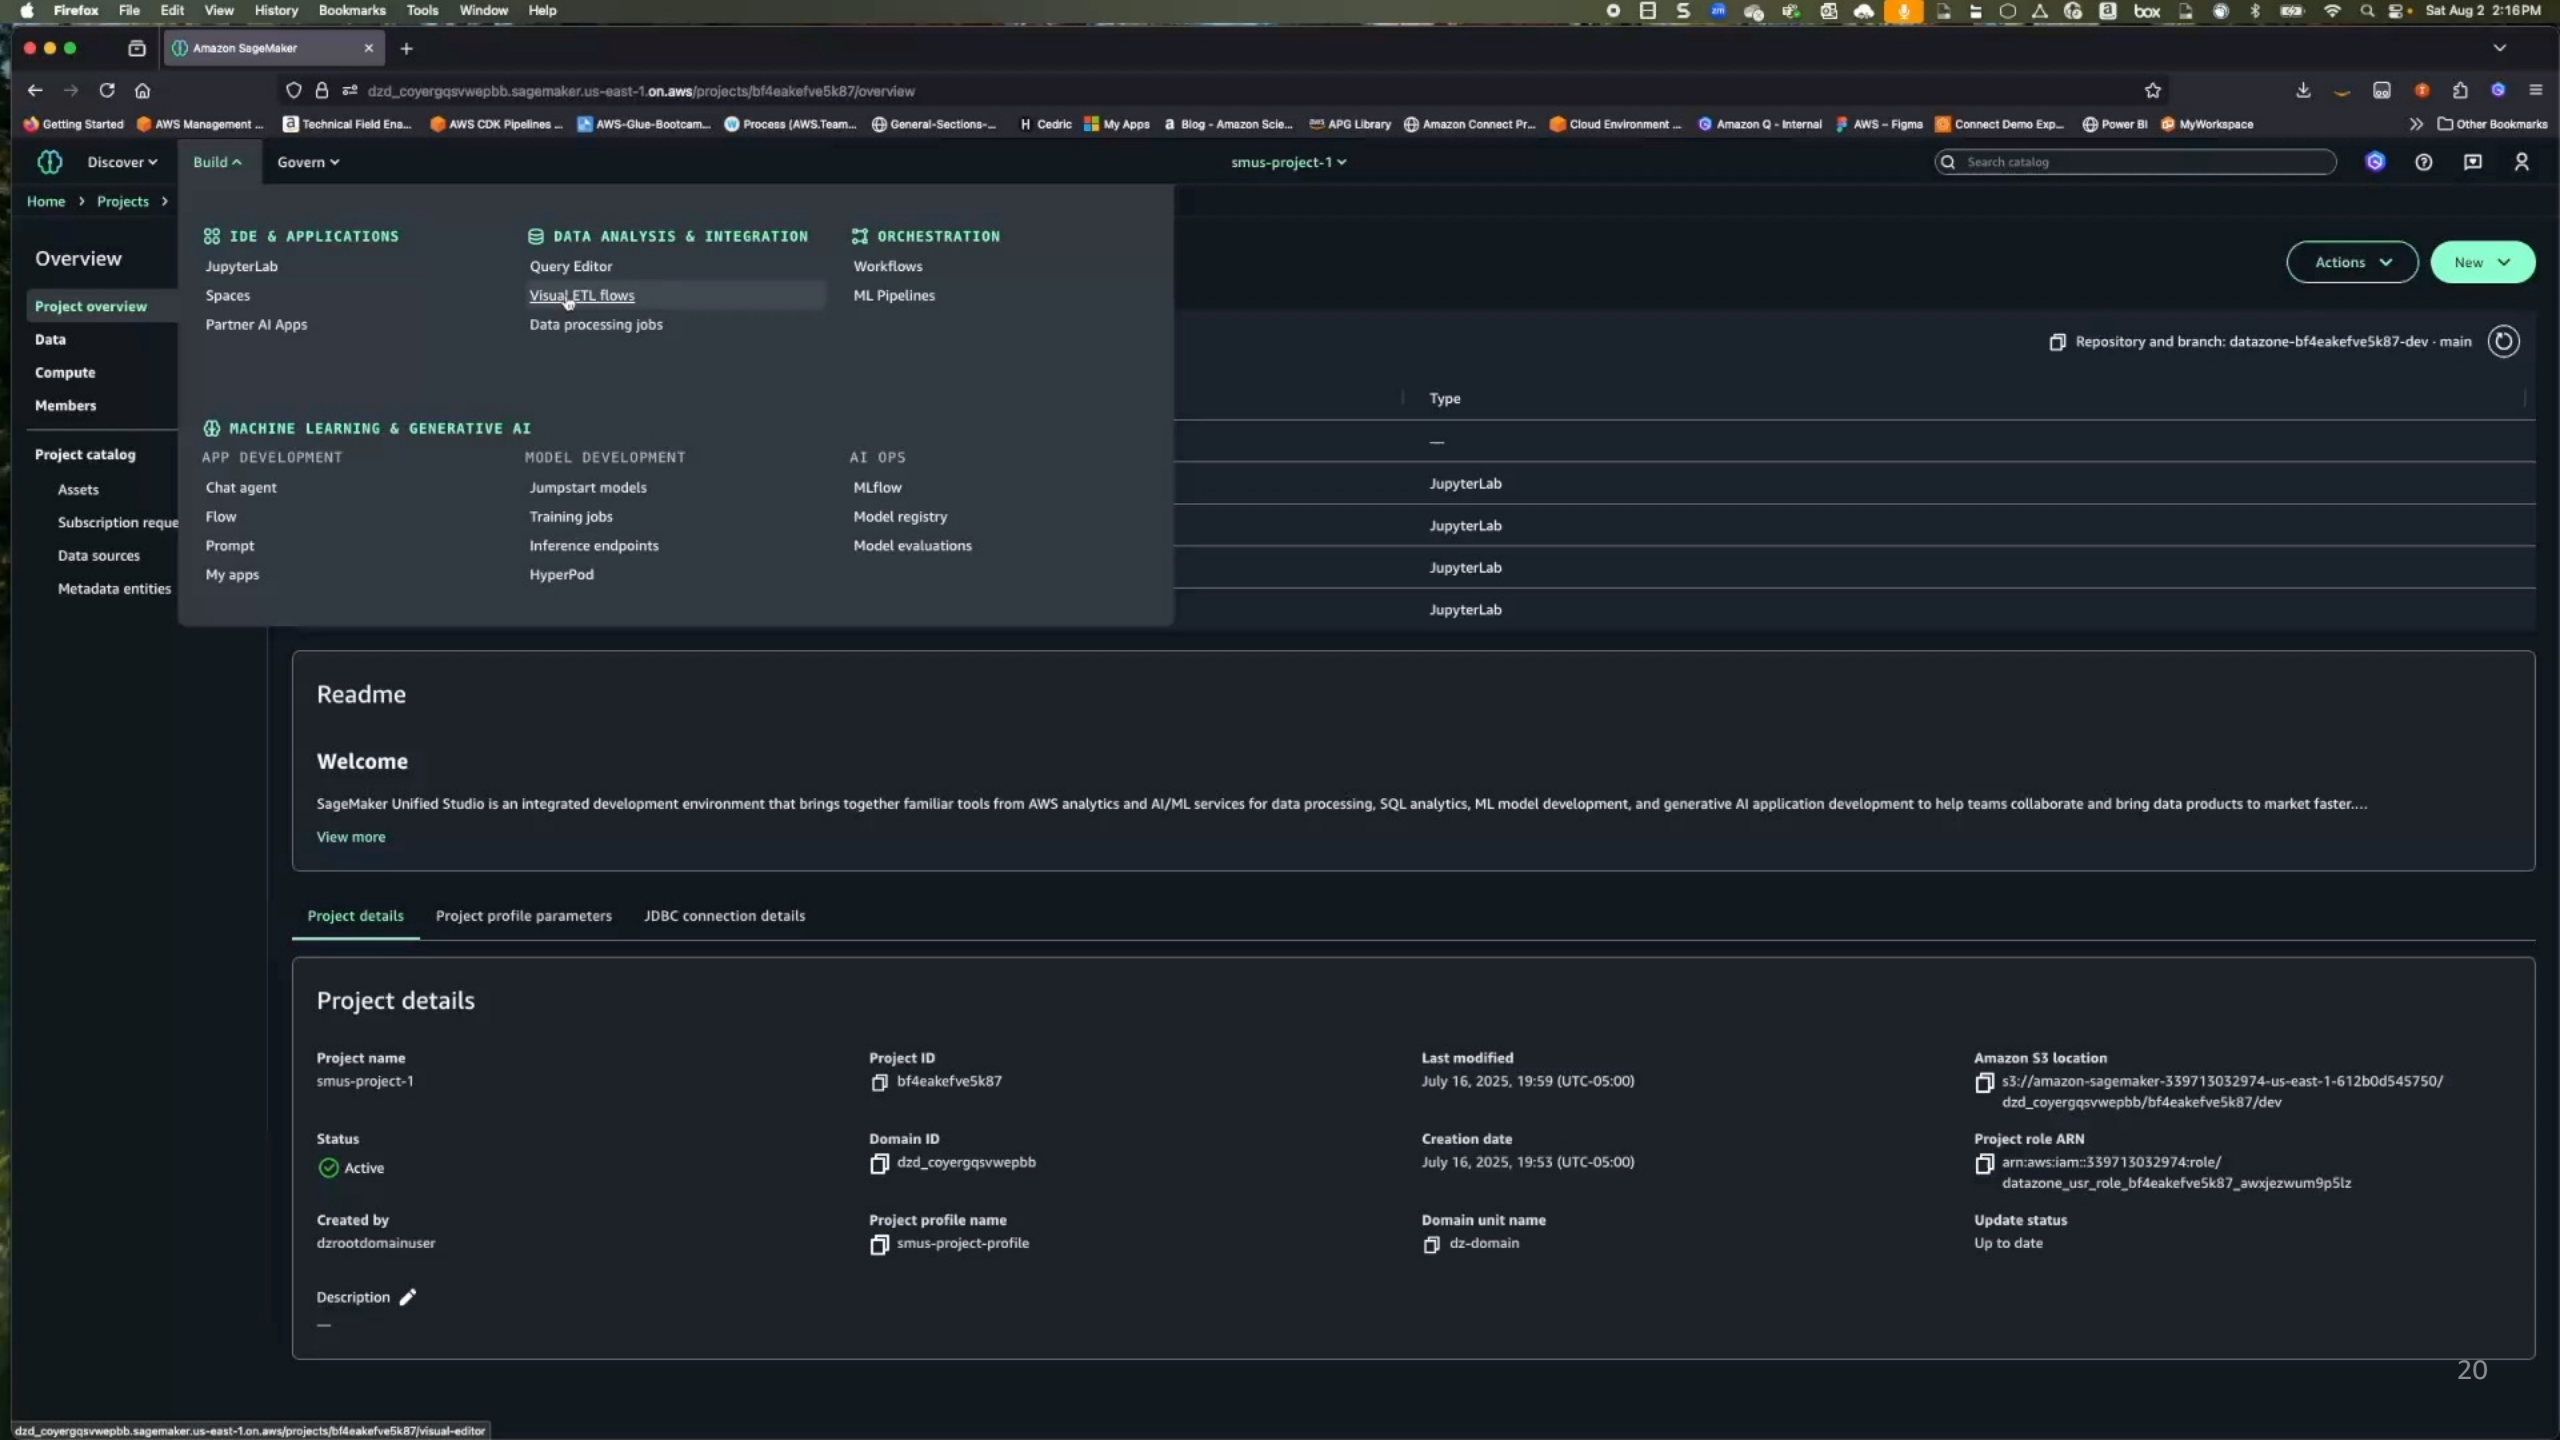 Firefox File Edit View History Bookmarks Tools Window Help
box
Sat Aug 2 2:16 PM
Amazon SageMaker
dzd_coyergqsvwepbb.sagemaker.us-east-1.on.aws/projects/bf4eakefve5k87/overview
Getting Started AWS Management ... Technical Field Ena... AWS CDK Pipelines ... AWS-Glue-Bootcam... Process (AWS.Team... General-Sections-... Cedric My Apps Blog - Amazon Scie... APG Library Amazon Connect Pr... Cloud Environment ... Amazon Q - Internal AWS – Figma Connect Demo Exp... Power BI MyWorkspace Other Bookmarks
Discover Build Govern smus-project-1 Search catalog
Home > Projects >
Overview
Project overview
Data
Compute
Members
Project catalog
Assets
Subscription reque
Data sources
Metadata entities
IDE & APPLICATIONS
JupyterLab
Spaces
Partner AI Apps
DATA ANALYSIS & INTEGRATION
Query Editor
Visual ETL flows
Data processing jobs
ORCHESTRATION
Workflows
ML Pipelines
MACHINE LEARNING & GENERATIVE AI
APP DEVELOPMENT
Chat agent
Flow
Prompt
My apps
MODEL DEVELOPMENT
Jumpstart models
Training jobs
Inference endpoints
HyperPod
AI OPS
MLflow
Model registry
Model evaluations
Actions New
Repository and branch: datazone-bf4eakefve5k87-dev · main
Type
—
JupyterLab
JupyterLab
JupyterLab
JupyterLab
Readme
Welcome
SageMaker Unified Studio is an integrated development environment that brings together familiar tools from AWS analytics and AI/ML services for data processing, SQL analytics, ML model development, and generative AI application development to help teams collaborate and bring data products to market faster....
View more
Project details Project profile parameters JDBC connection details
Project details
Project name
smus-project-1
Project ID
bf4eakefve5k87
Last modified
July 16, 2025, 19:59 (UTC-05:00)
Amazon S3 location
s3://amazon-sagemaker-339713032974-us-east-1-612b0d545750/
dzd_coyergqsvwepbb/bf4eakefve5k87/dev
Status
Active
Domain ID
dzd_coyergqsvwepbb
Creation date
July 16, 2025, 19:53 (UTC-05:00)
Project role ARN
arn:aws:iam::339713032974:role/
datazone_usr_role_bf4eakefve5k87_awxjezwum9p5lz
Created by
dzrootdomainuser
Project profile name
smus-project-profile
Domain unit name
dz-domain
Update status
Up to date
Description
—
20
dzd_coyergqsvwepbb.sagemaker.us-east-1.on.aws/projects/bf4eakefve5k87/visual-editor